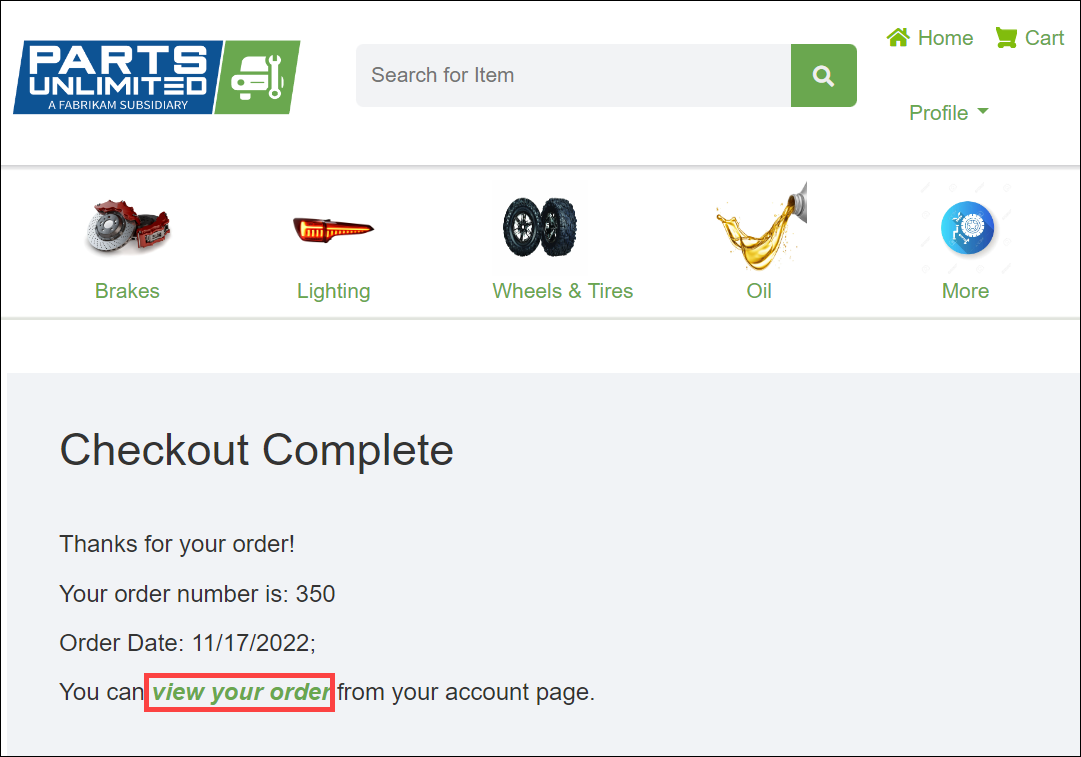 PARTS
UNLIMITED
A FABRIKAM SUBSIDIARY
Search for Item
Home
Cart
Profile
Brakes
Lighting
Wheels & Tires
Oil
More
Checkout Complete
Thanks for your order!
Your order number is: 350
Order Date: 11/17/2022;
You can view your order from your account page.